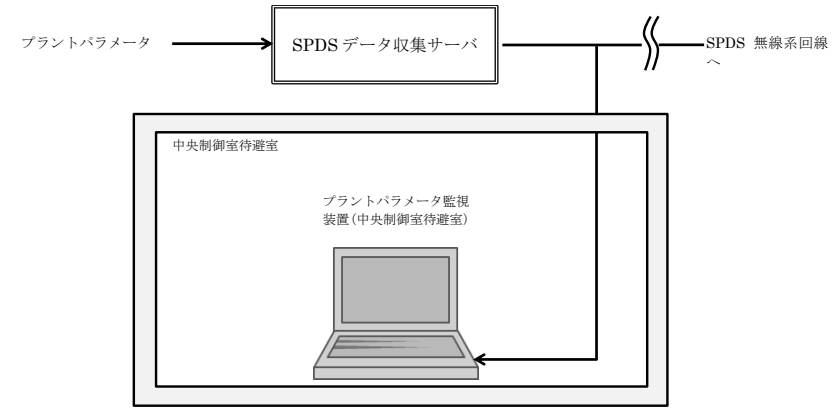 プラントパラメータ
SPDS データ収集サーバ
SPDS 無線系回線
へ
中央制御室待避室
プラントパラメータ監視
装置(中央制御室待避室)